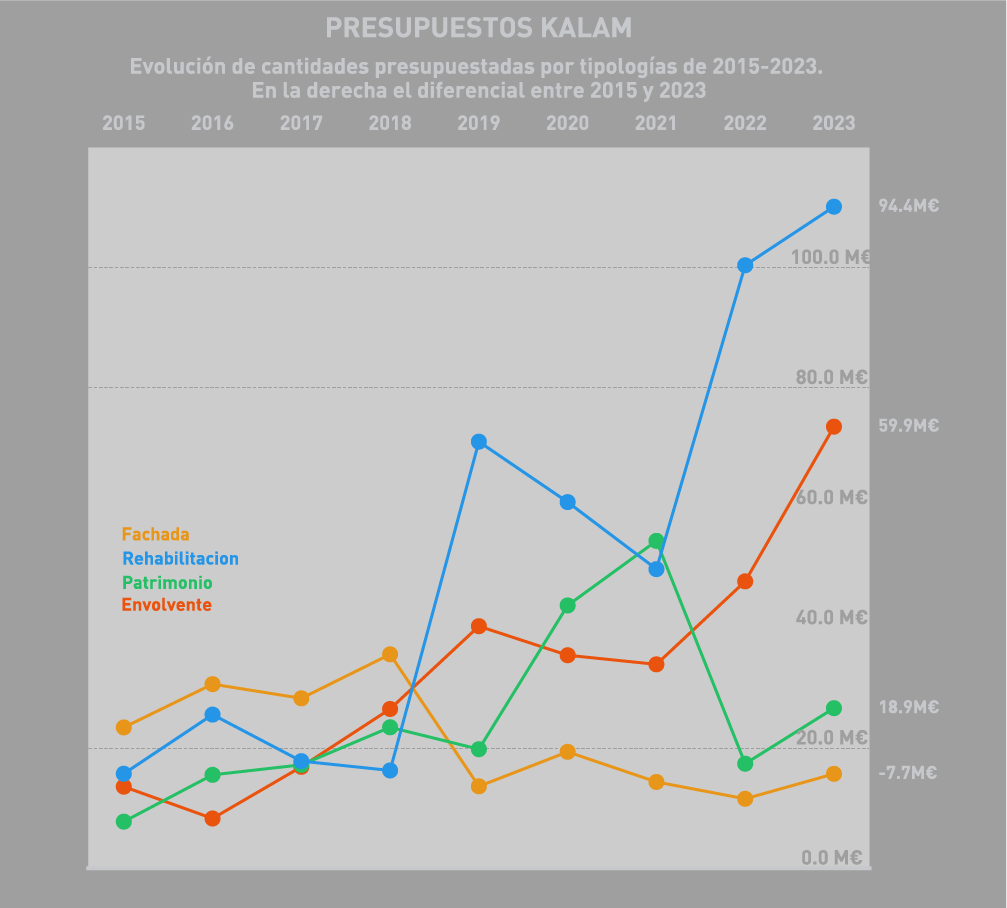 PRESUPUESTOS KALAM
Evolución de cantidades presupuestadas por tipologías de 2015-2023.
En la derecha el diferencial entre 2015 y 2023
2015 2016 2017 2018 2019 2020 2021 2022 2023
94.4M€
100.0 M€
80.0 M€
59.9M€
60.0 M€
Fachada
Rehabilitacion
Patrimonio
Envolvente
40.0 M€
18.9M€
20.0 M€
-7.7M€
0.0 M€